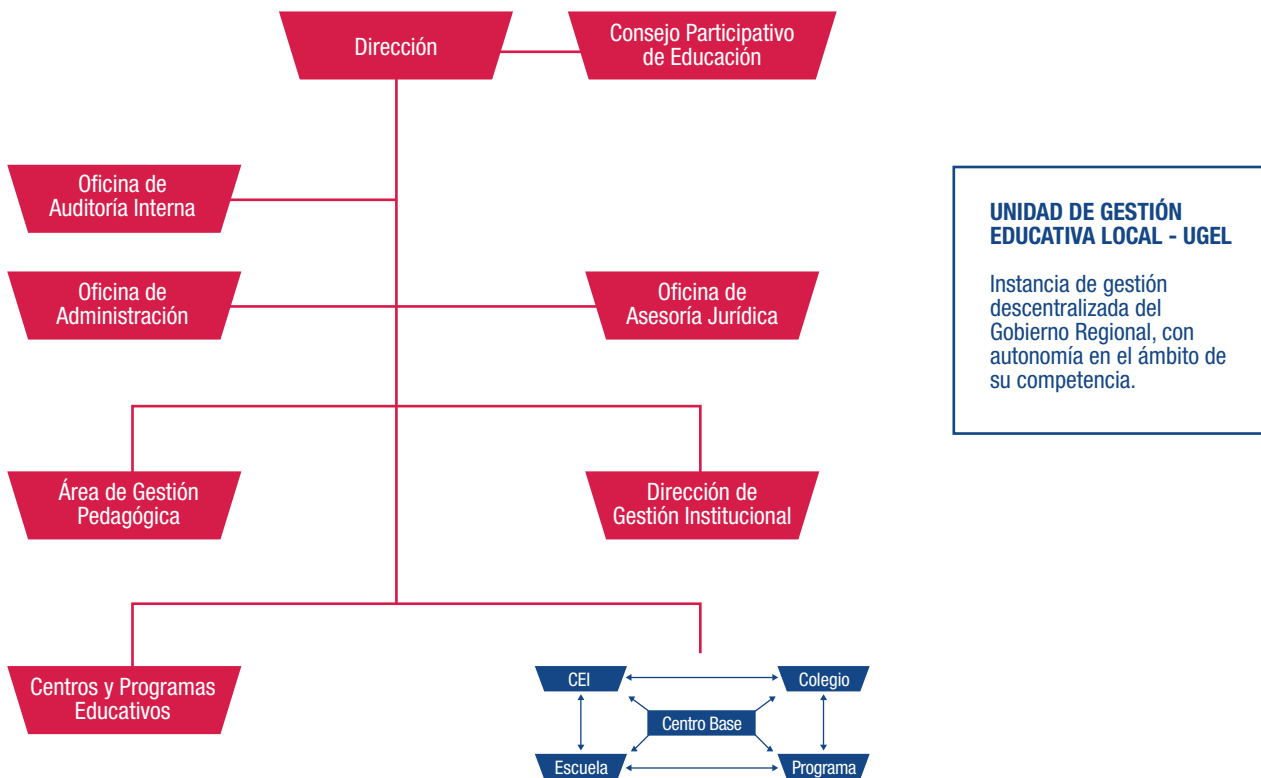 Dirección
Consejo Participativo
de Educación
Oficina de
Auditoría Interna
Oficina de
Administración
Oficina de
Asesoría Jurídica
Área de Gestión
Pedagógica
Dirección de
Gestión Institucional
Centros y Programas
Educativos
CEI
Colegio
Centro Base
Escuela
Programa
UNIDAD DE GESTIÓN
EDUCATIVA LOCAL - UGEL
Instancia de gestión
descentralizada del
Gobierno Regional, con
autonomía en el ámbito de
su competencia.